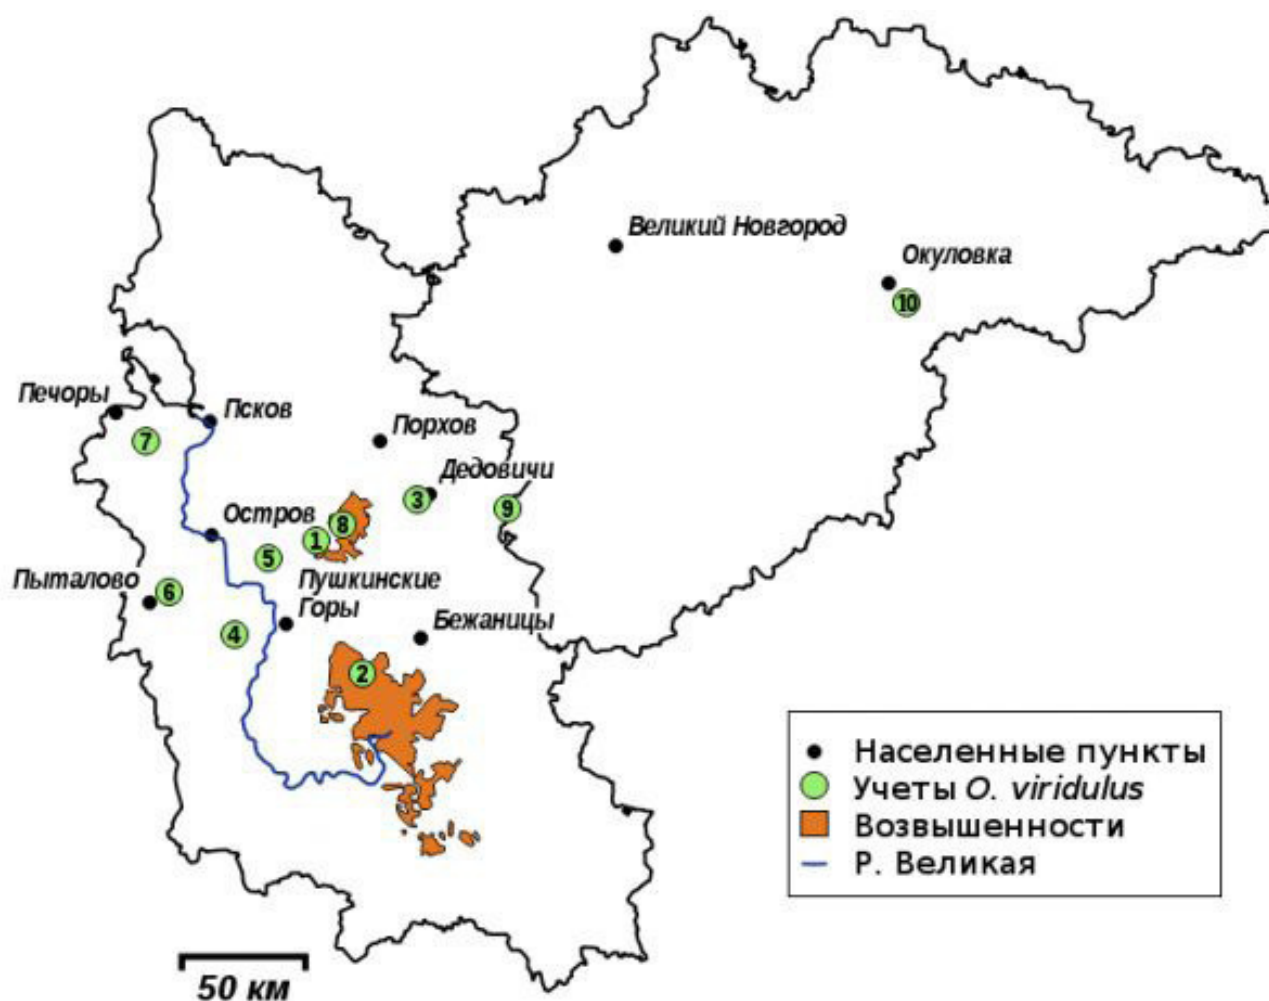 Великий Новгород
Окуловка
10
Печоры
Псков
7
Порхов
Дедовичи
3
9
Остров
8
1
5
Пыталово
6
Пушкинские
Горы
4
Бежаницы
2
Населенные пункты
Учеты O. viridulus
Возвышенности
Р. Великая
50 км